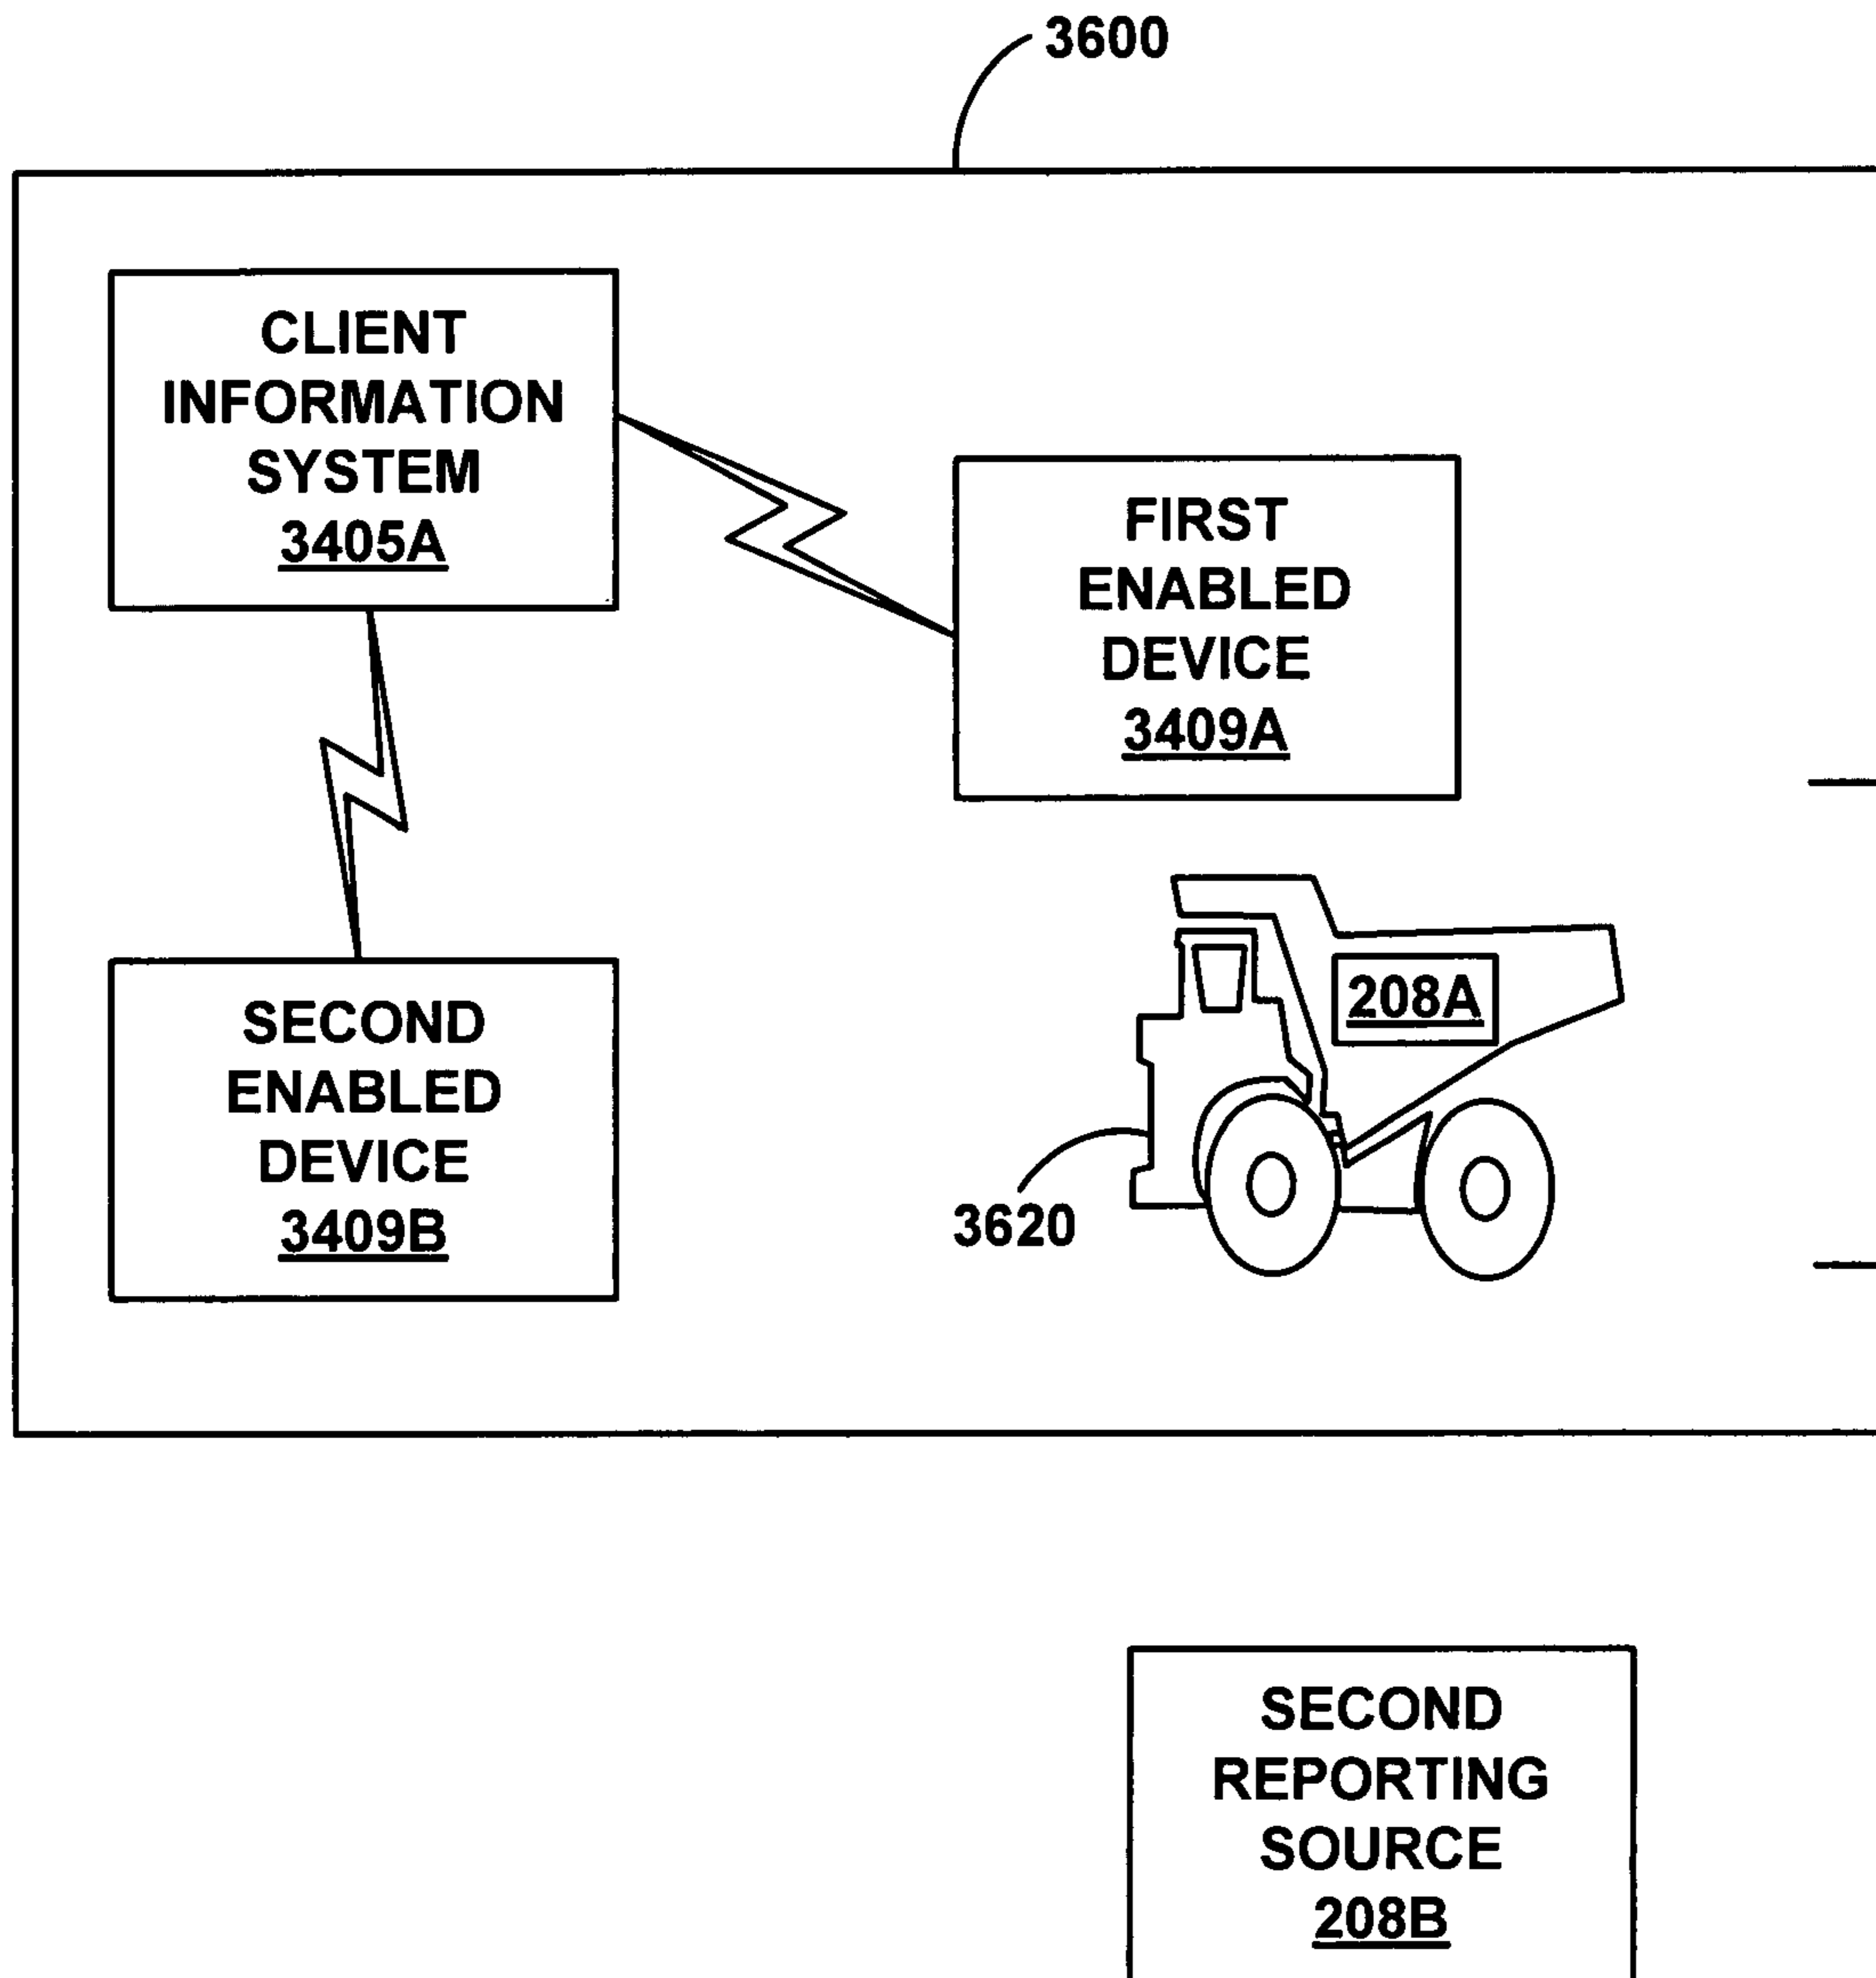 3600
CLIENT
INFORMATION
SYSTEM
3405A
FIRST
ENABLED
DEVICE
3409A
208A
SECOND
ENABLED
DEVICE
3409B
3620
SECOND
REPORTING
SOURCE
208B